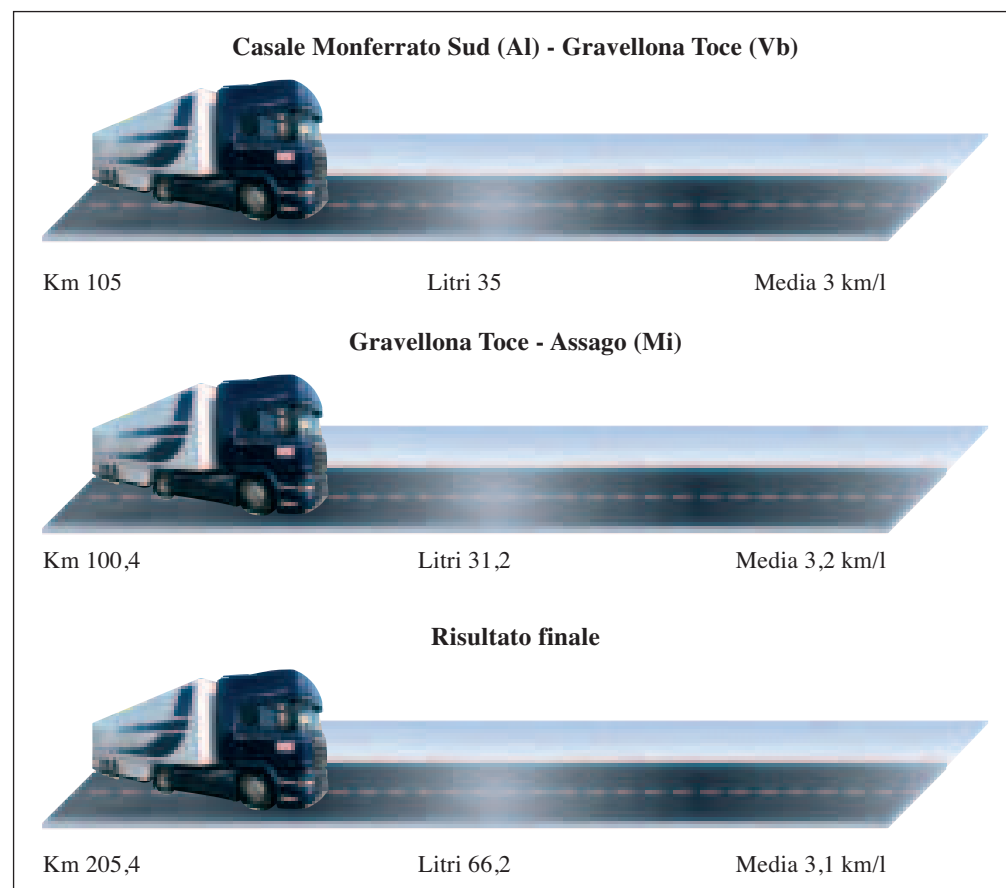 Casale Monferrato Sud (Al) - Gravellona Toce (Vb)
Km 105 Litri 35 Media 3 km/l
Gravellona Toce - Assago (Mi)
Km 100,4 Litri 31,2 Media 3,2 km/l
Risultato finale
Km 205,4 Litri 66,2 Media 3,1 km/l